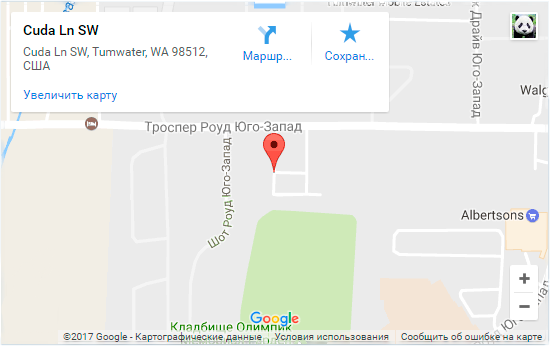 Cuda Ln SW
Cuda Ln SW, Tumwater, WA 98512,
США
Маршр...
Сохран...
Увеличить карту
Драйв Юго-Запад
Walg
Троспер Роуд Юго-Запад
Шот Роуд Юго-Запад
Albertsons
Юго-Запад
Кладбище Олимпик
Google
+
−
©2017 Google - Картографические данные
Условия использования
Сообщить об ошибке на карте